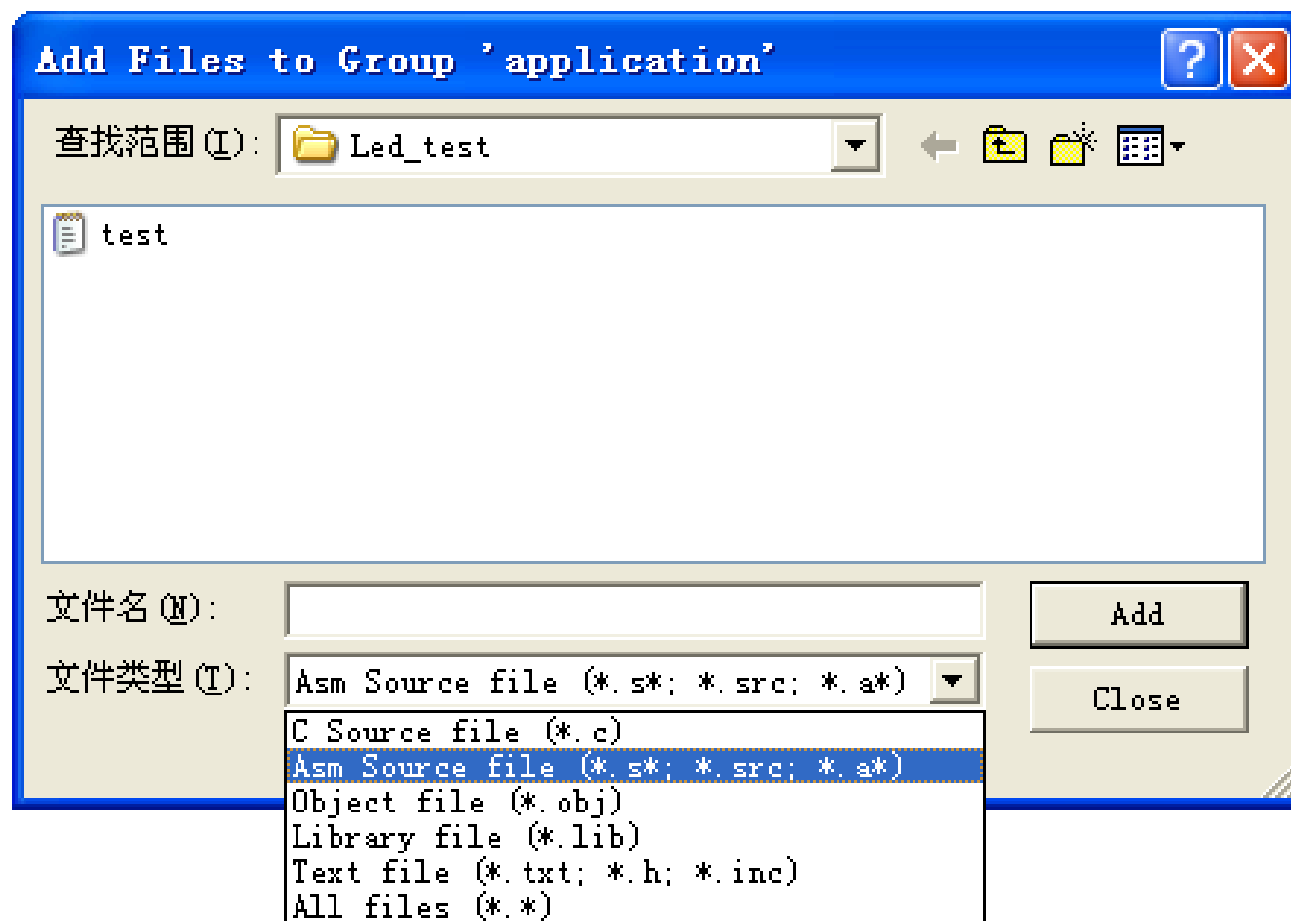 Add Files to Group 'application'
查找范围(I): Led_test
test
文件名(N): Add
文件类型(T): Asm Source file (*.s*; *.src; *.a*)
Close
C Source file (*.c)
Asm Source file (*.s*; *.src; *.a*)
Object file (*.obj)
Library file (*.lib)
Text file (*.txt; *.h; *.inc)
All files (*.*)